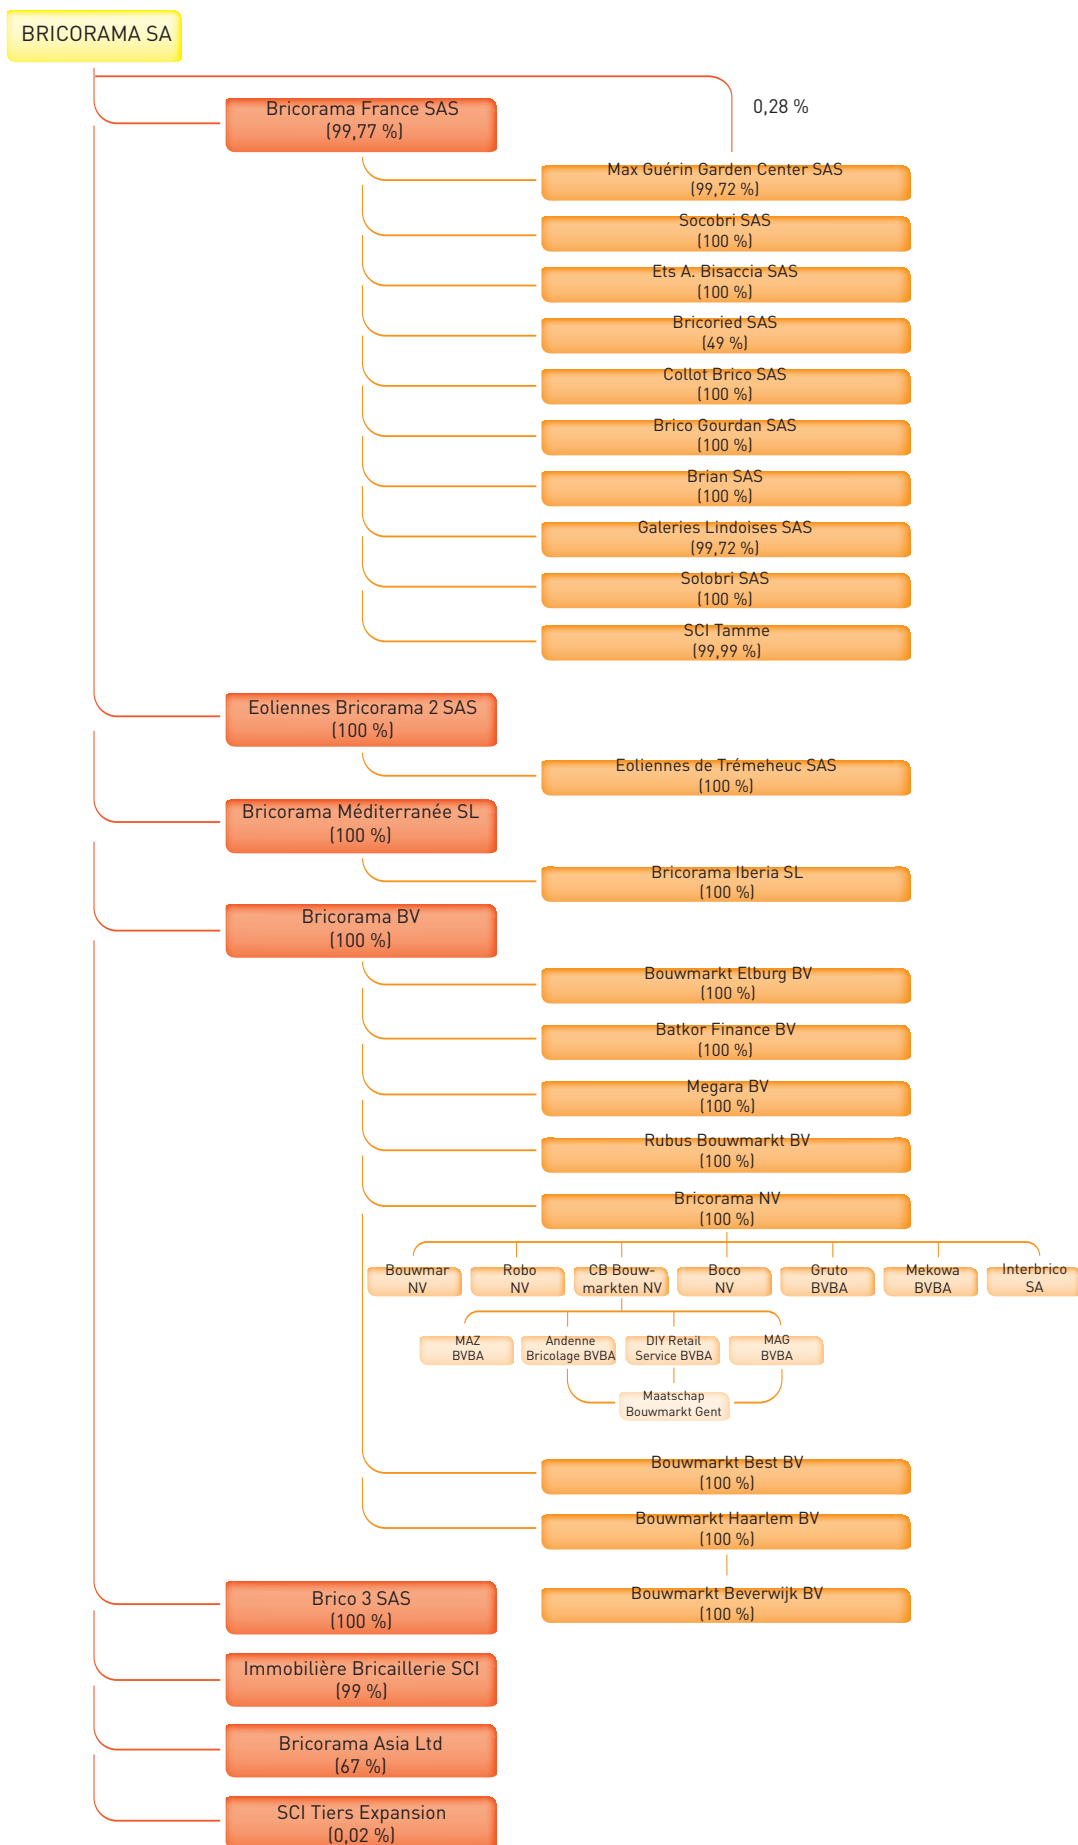 BRICORAMA SA
0,28 %
Bricorama France SAS
(99,77 %)
Max Guérin Garden Center SAS
(99,72 %)
Socobri SAS
(100 %)
Ets A. Bisaccia SAS
(100 %)
Bricoried SAS
(49 %)
Collot Brico SAS
(100 %)
Brico Gourdan SAS
(100 %)
Brian SAS
(100 %)
Galeries Lindoises SAS
(99,72 %)
Solobri SAS
(100 %)
SCI Tamme
(99,99 %)
Eoliennes Bricorama 2 SAS
(100 %)
Eoliennes de Trémeheuc SAS
(100 %)
Bricorama Méditerranée SL
(100 %)
Bricorama Iberia SL
(100 %)
Bricorama BV
(100 %)
Bouwmarkt Elburg BV
(100 %)
Batkor Finance BV
(100 %)
Megara BV
(100 %)
Rubus Bouwmarkt BV
(100 %)
Bricorama NV
(100 %)
Bouwmar
NV
Robo
NV
CB Bouw-
markten NV
Boco
NV
Gruto
BVBA
Mekowa
BVBA
Interbrico
SA
MAZ
BVBA
Andenne
Bricolage BVBA
DIY Retail
Service BVBA
MAG
BVBA
Maatschap
Bouwmarkt Gent
Bouwmarkt Best BV
(100 %)
Bouwmarkt Haarlem BV
(100 %)
Bouwmarkt Beverwijk BV
(100 %)
Brico 3 SAS
(100 %)
Immobilière Bricaillerie SCI
(99 %)
Bricorama Asia Ltd
(67 %)
SCI Tiers Expansion
(0,02 %)